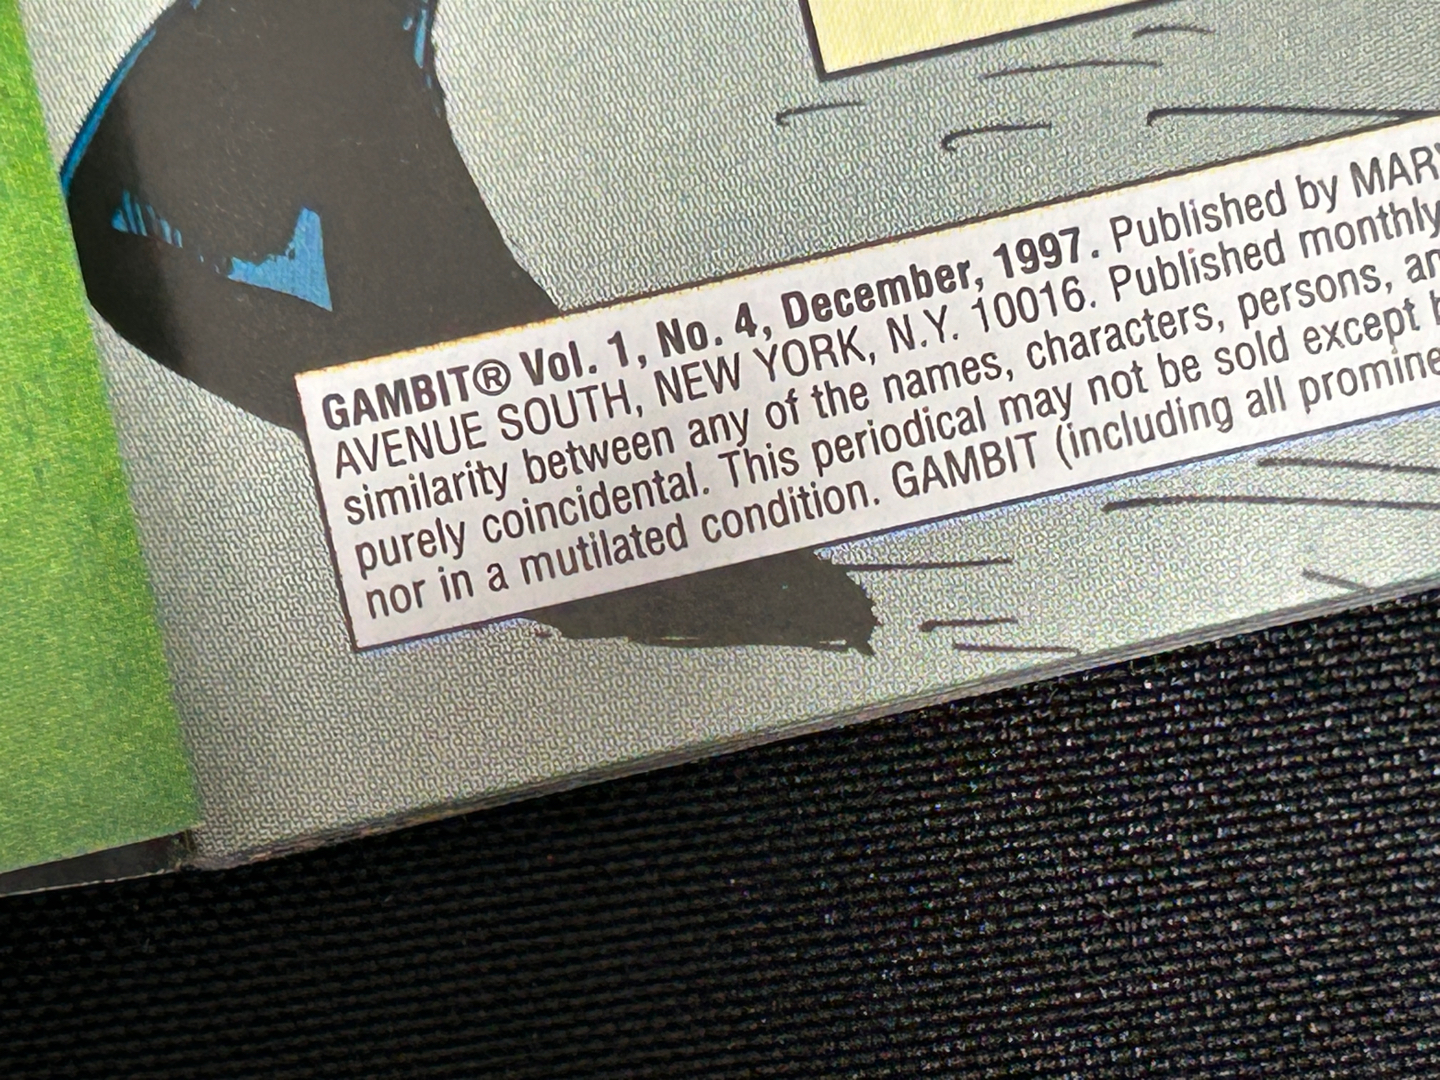 GAMBIT® Vol. 1, No. 4, December, 1997. Published by
AVENUE SOUTH, NEW YORK, N.Y. 10016. Published monthly
similarity between any of the names, characters, persons,
purely coincidental. This periodical may not be sold except
nor in a mutilated condition. GAMBIT (including all